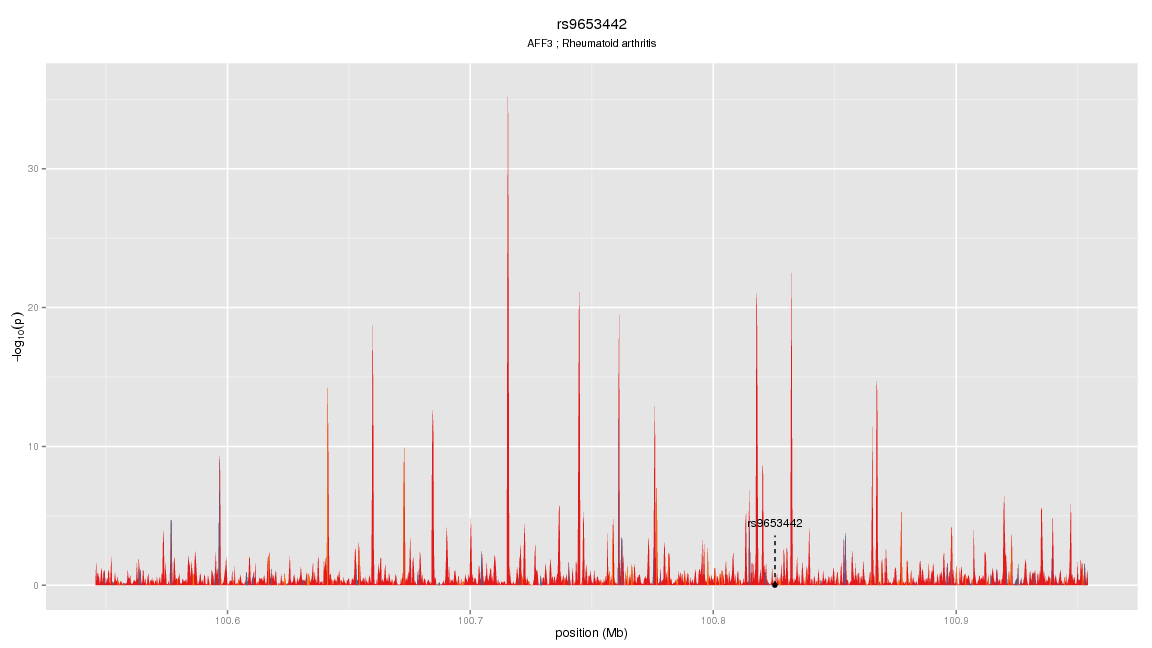 rs9653442
AFF3 ; Rheumatoid arthritis
30
20
10
0
−log10(p)
rs9653442
100.6
100.7
100.8
100.9
position (Mb)